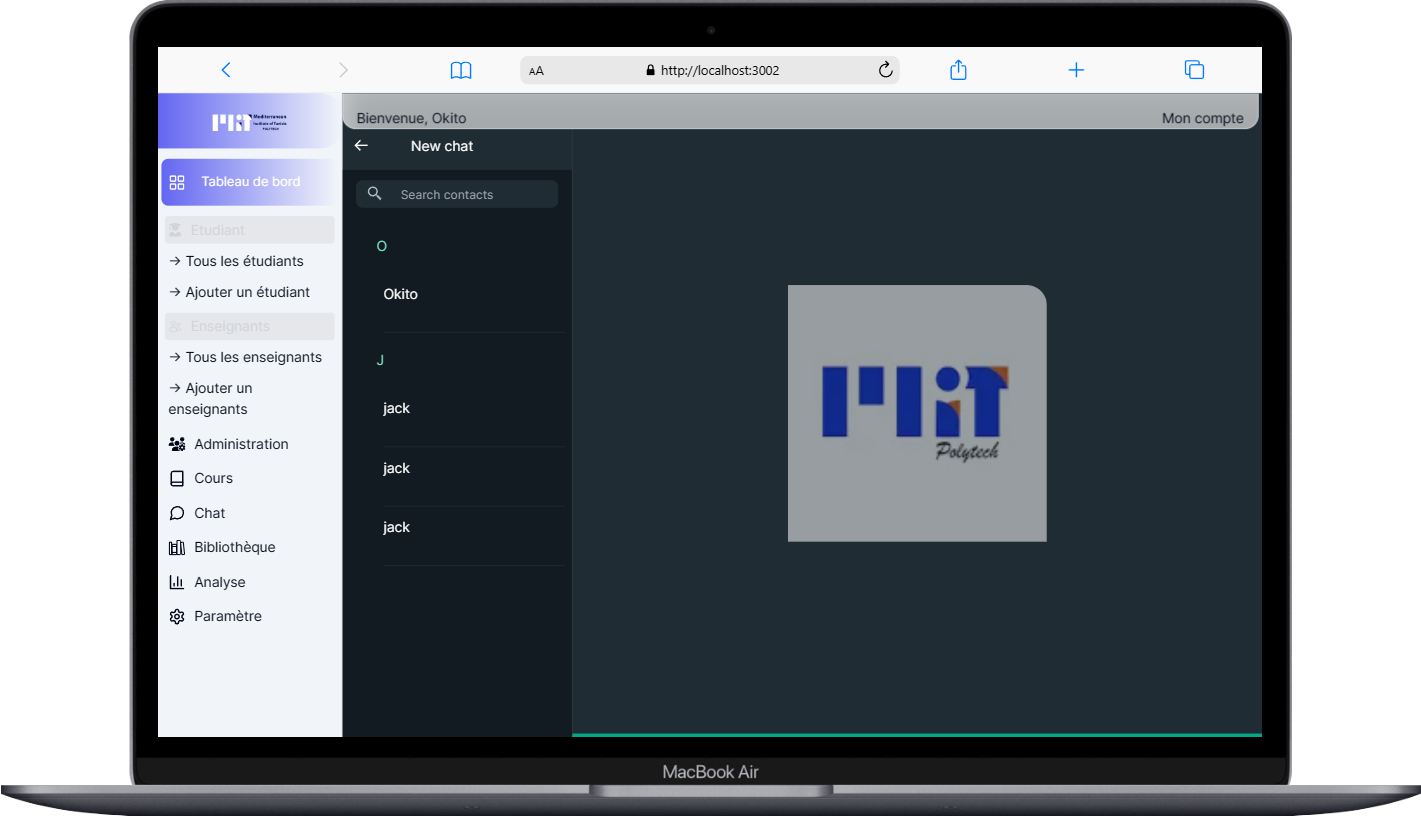 AA
http://localhost:3002
Mediterranean
Institute of Tunisia
POLYTECH
Bienvenue, Okito
Mon compte
Tableau de bord
Etudiant
→ Tous les étudiants
→ Ajouter un étudiant
Enseignants
→ Tous les enseignants
→ Ajouter un
enseignants
Administration
Cours
Chat
Bibliothèque
Analyse
Paramètre
New chat
Search contacts
O
Okito
J
jack
jack
jack
MIT
Polytech
MacBook Air